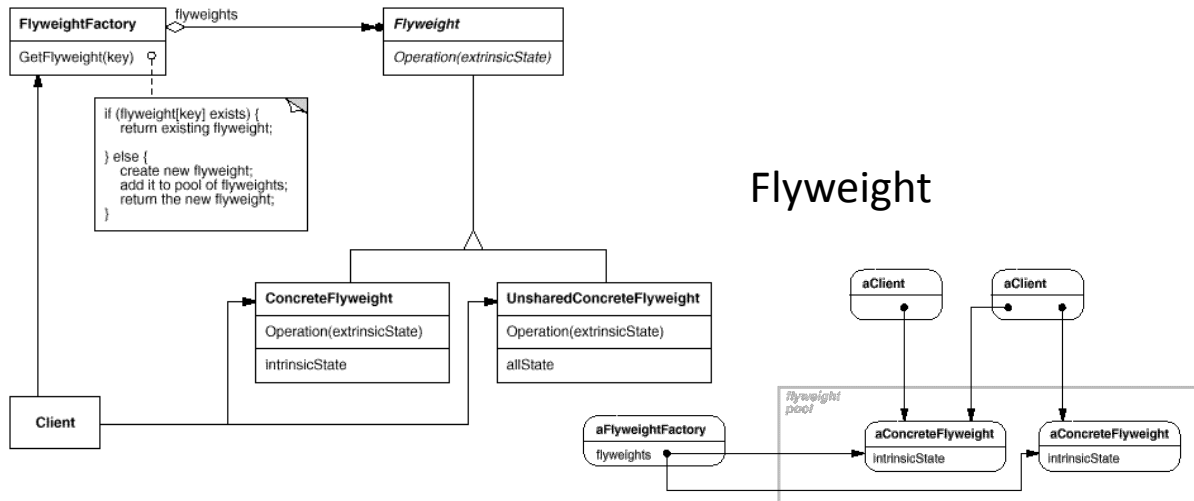 flyweights
FlyweightFactory
GetFlyweight(key)
Flyweight
Operation(extrinsicState)
if (flyweight[key] exists) {
return existing flyweight;
} else {
create new flyweight;
add it to pool of flyweights;
return the new flyweight;
}
Flyweight
ConcreteFlyweight
Operation(extrinsicState)
intrinsicState
UnsharedConcreteFlyweight
Operation(extrinsicState)
allState
Client
aClient
aClient
flyweight
pool
aFlyweightFactory
flyweights
aConcreteFlyweight
intrinsicState
aConcreteFlyweight
intrinsicState